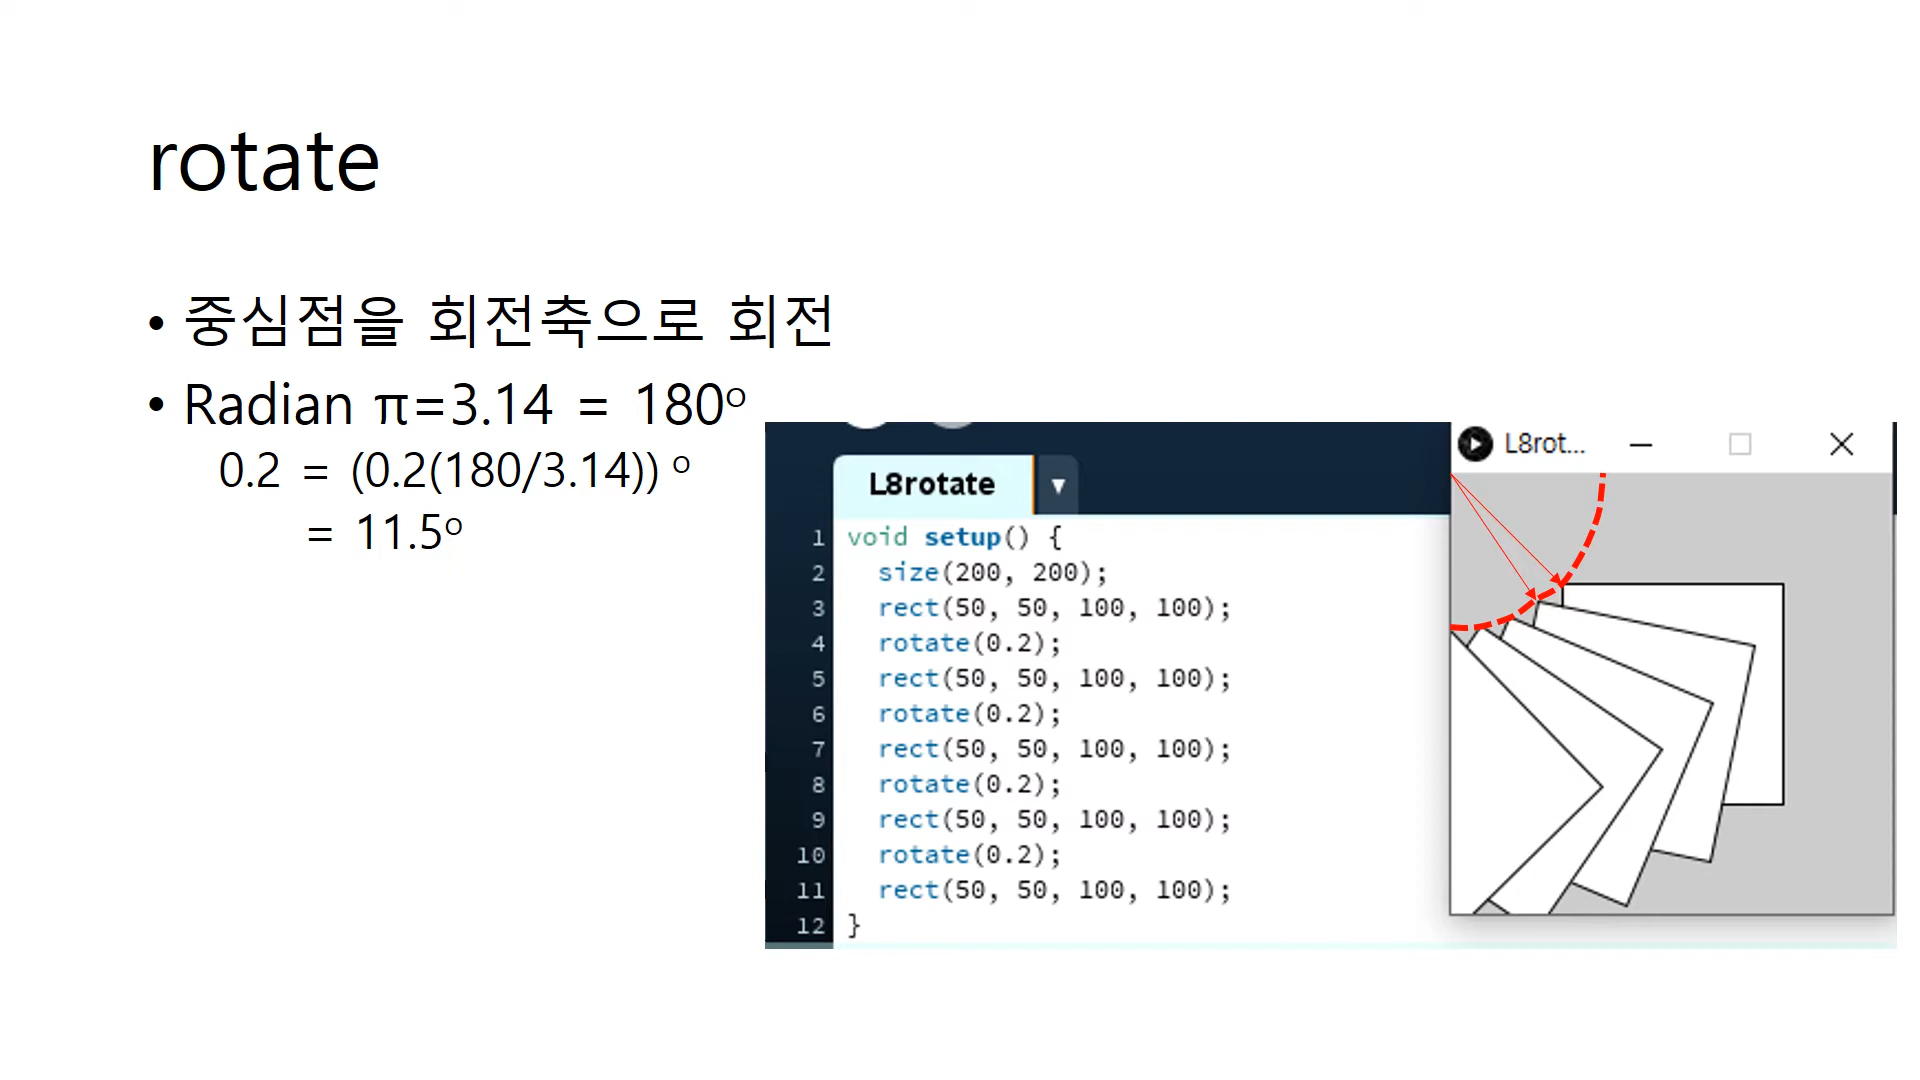 rotate
• 중심점을 회전축으로 회전
• Radian π=3.14 = 180º
0.2 = (0.2(180/3.14)) º
= 11.5º
L8rotate ▼
1 void setup() {
2 size(200, 200);
3 rect(50, 50, 100, 100);
4 rotate(0.2);
5 rect(50, 50, 100, 100);
6 rotate(0.2);
7 rect(50, 50, 100, 100);
8 rotate(0.2);
9 rect(50, 50, 100, 100);
10 rotate(0.2);
11 rect(50, 50, 100, 100);
12 }
L8rot...